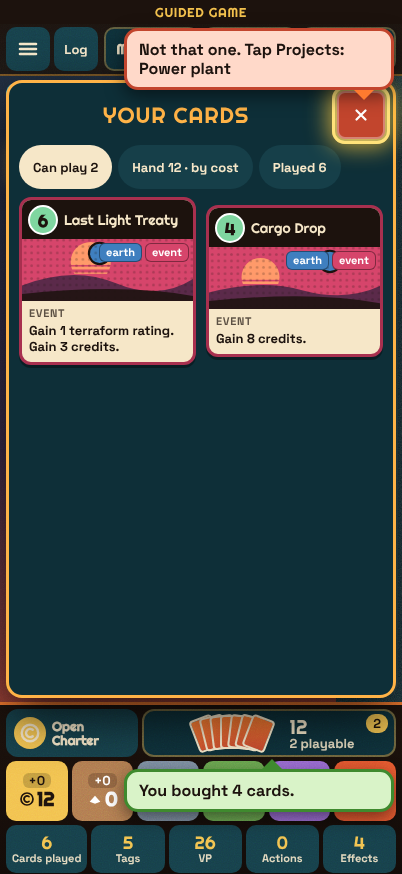 GUIDED GAME
Log
Not that one. Tap Projects:
Power plant
YOUR CARDS
×
Can play 2
Hand 12 · by cost
Played 6
6 Last Light Treaty
earth event
EVENT
Gain 1 terraform rating.
Gain 3 credits.
4 Cargo Drop
earth event
EVENT
Gain 8 credits.
Open
Charter
12
2 playable
2
+0
© 12
+0
0
You bought 4 cards.
6
Cards played
5
Tags
26
VP
0
Actions
4
Effects